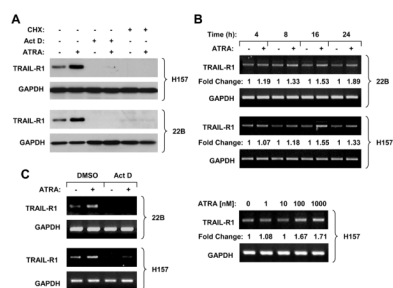 A
CHX: - - - - + +
Act D - - + + - -
ATRA: - + - + - +
TRAIL-R1
GAPDH
H157
TRAIL-R1
GAPDH
22B
B
Time (h): 4 8 16 24
ATRA: - + - + - + - +
TRAIL-R1
Fold Change: 1 1.19 1 1.33 1 1.53 1 1.89
GAPDH
22B
TRAIL-R1
Fold Change: 1 1.07 1 1.18 1 1.55 1 1.33
GAPDH
H157
C
DMSO Act D
ATRA: - + - +
TRAIL-R1
GAPDH
22B
TRAIL-R1
GAPDH
H157
ATRA [nM]: 0 1 10 100 1000
TRAIL-R1
Fold Change: 1 1.08 1 1.67 1.71
GAPDH
H157